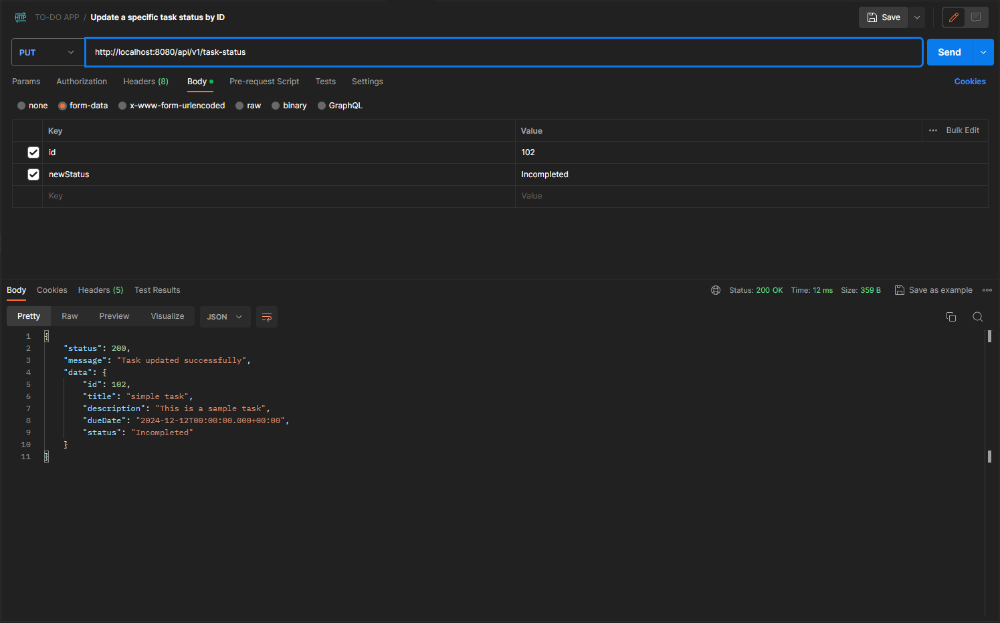 HTTP TO-DO APP / Update a specific task status by ID Save
PUT http://localhost:8080/api/v1/task-status Send
Params Authorization Headers (8) Body Pre-request Script Tests Settings Cookies
none form-data x-www-form-urlencoded raw binary GraphQL
Key Value ••• Bulk Edit
id 102
newStatus Incompleted
Key Value
Body Cookies Headers (5) Test Results Status: 200 OK Time: 12 ms Size: 359 B Save as example
Pretty Raw Preview Visualize JSON
1 {
2 "status": 200,
3 "message": "Task updated successfully",
4 "data": {
5 "id": 102,
6 "title": "simple task",
7 "description": "This is a sample task",
8 "dueDate": "2024-12-12T00:00:00.000+00:00",
9 "status": "Incompleted"
10 }
11 }